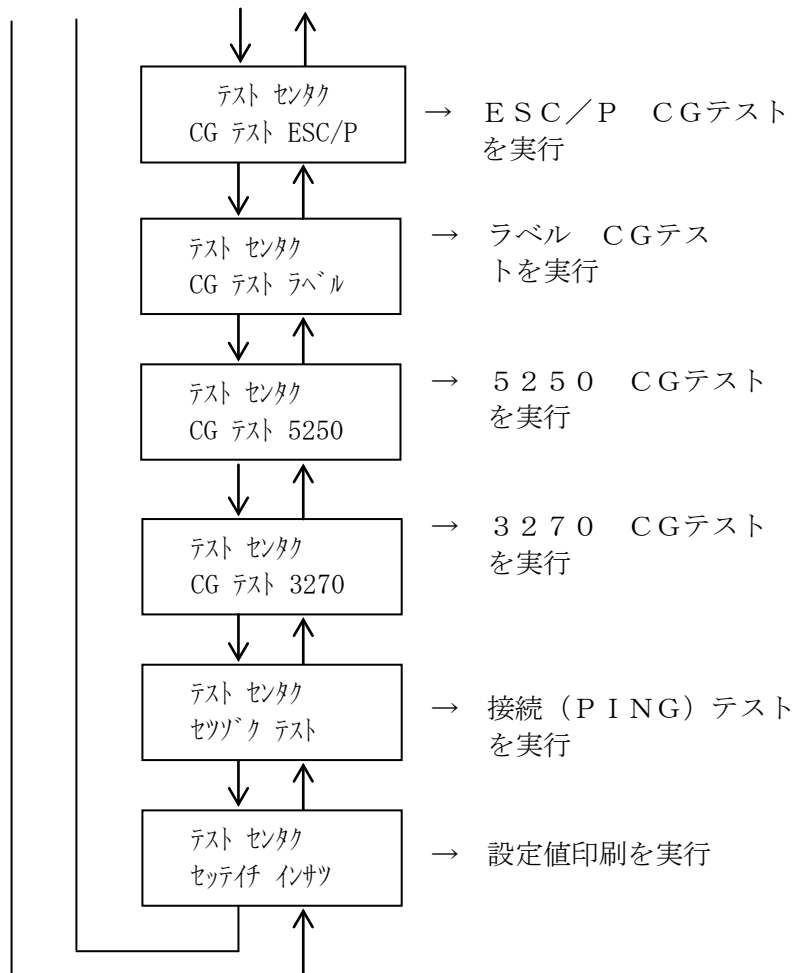 ﾃｽﾄ ｾﾝﾀｸ
CG ﾃｽﾄ ESC/P
→ ＥＳＣ／Ｐ　ＣＧテスト
を実行
ﾃｽﾄ ｾﾝﾀｸ
CG ﾃｽﾄ ﾗﾍﾞﾙ
→ ラベル　ＣＧテス
トを実行
ﾃｽﾄ ｾﾝﾀｸ
CG ﾃｽﾄ 5250
→ ５２５０　ＣＧテスト
を実行
ﾃｽﾄ ｾﾝﾀｸ
CG ﾃｽﾄ 3270
→ ３２７０　ＣＧテスト
を実行
ﾃｽﾄ ｾﾝﾀｸ
ｾﾂｿﾞｸ ﾃｽﾄ
→ 接続（ＰＩＮＧ）テスト
を実行
ﾃｽﾄ ｾﾝﾀｸ
ｾｯﾃｲﾁ ｲﾝｻﾂ
→ 設定値印刷を実行